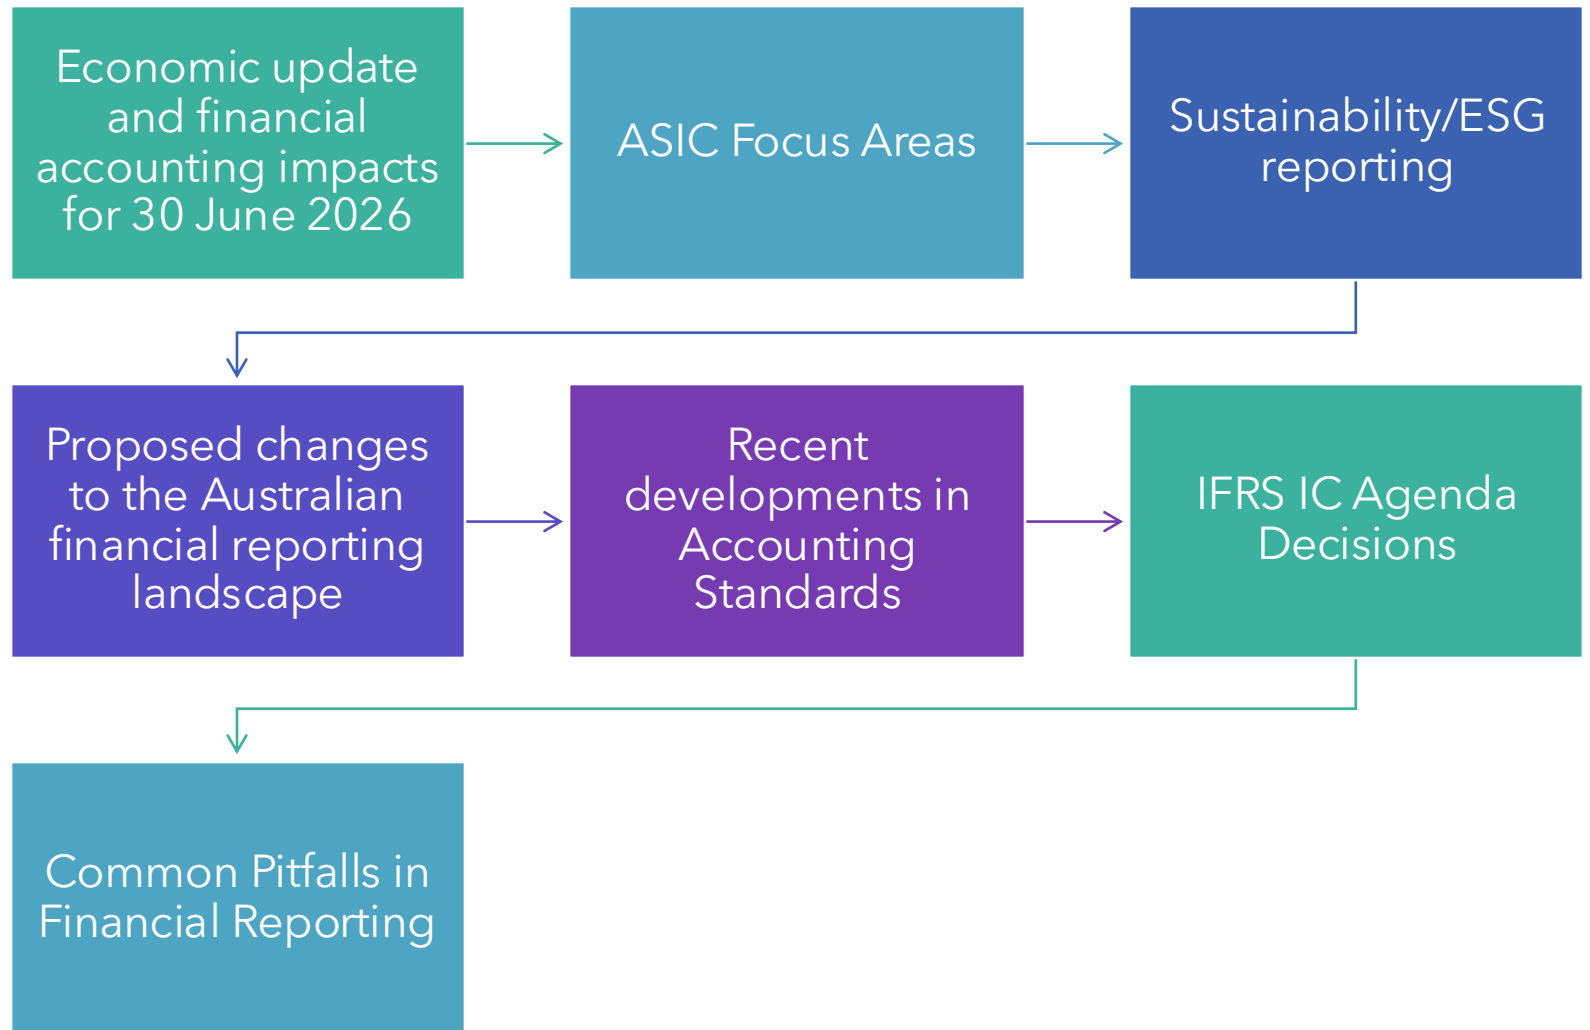 Economic update
and financial
accounting impacts
for 30 June 2026
ASIC Focus Areas
Sustainability/ESG
reporting
Proposed changes
to the Australian
financial reporting
landscape
Recent
developments in
Accounting
Standards
IFRS IC Agenda
Decisions
Common Pitfalls in
Financial Reporting